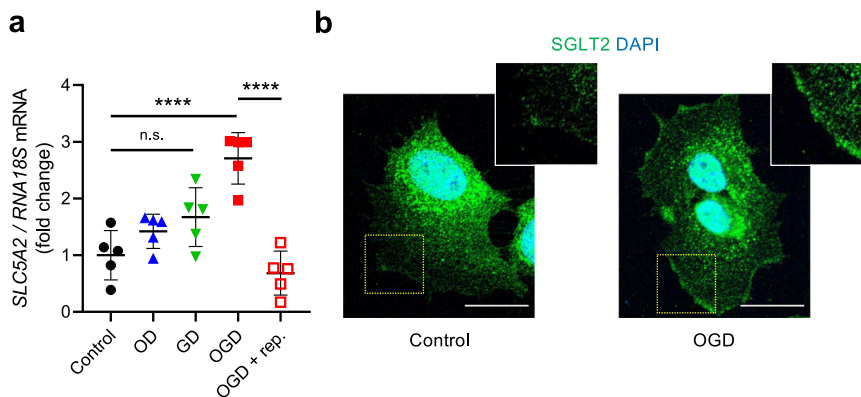 a
SLC5A2 / RNA18S mRNA
(fold change)
4
3
2
1
0
****
****
n.s.
Control
OD
GD
OGD
OGD + rep.
b
SGLT2 DAPI
Control
OGD